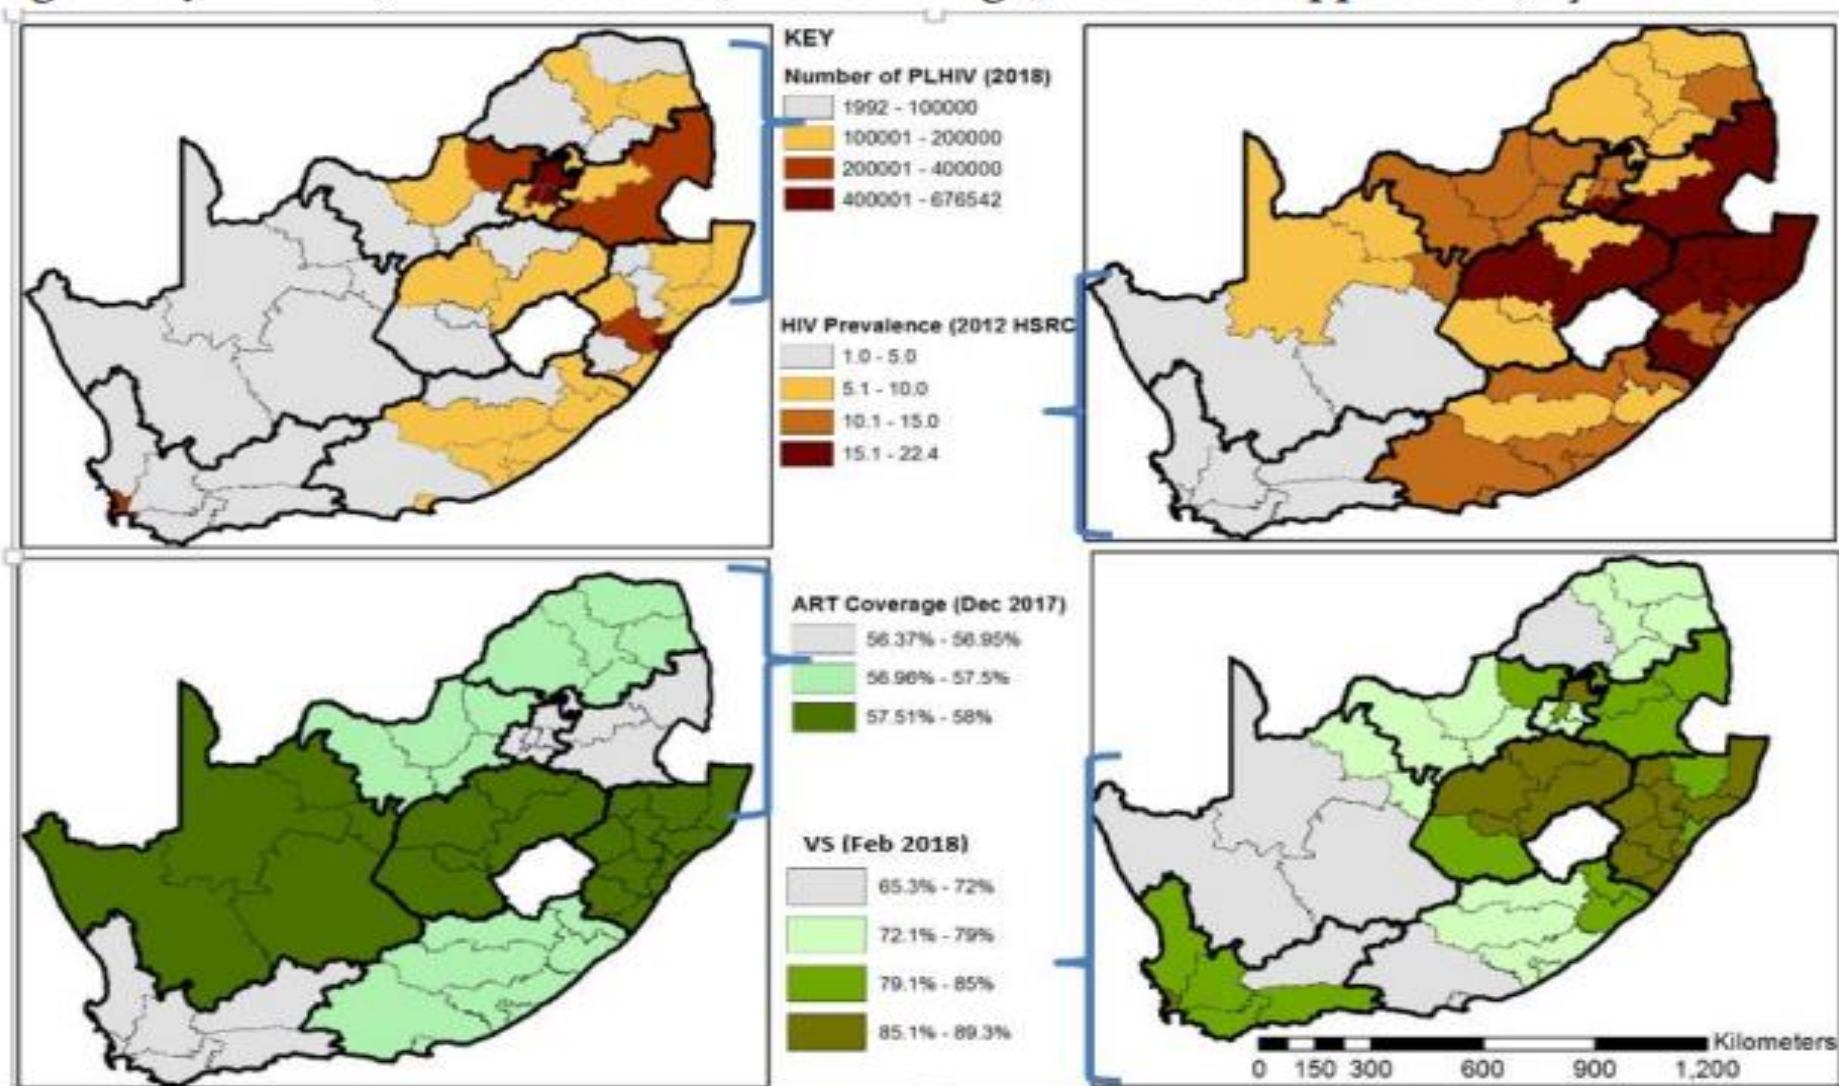 KEY
Number of PLHIV (2018)
1992 - 100000
100001 - 200000
200001 - 400000
400001 - 676542
HIV Prevalence (2012 HSRC
1.0 - 5.0
5.1 - 10.0
10.1 - 15.0
15.1 - 22.4
ART Coverage (Dec 2017)
56.37% - 56.95%
56.96% - 57.5%
57.51% - 58%
VS (Feb 2018)
65.3% - 72%
72.1% - 79%
79.1% - 85%
85.1% - 89.3%
Kilometers
0 150 300 600 900 1,200